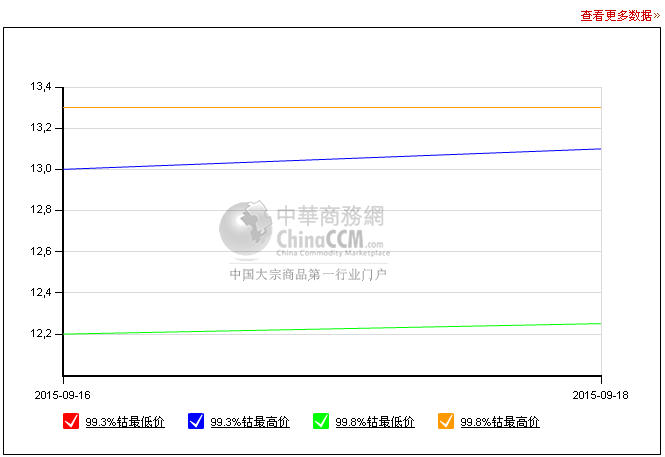 查看更多数据»
13,4
13,2
13,0
12,8
12,6
12,4
12,2
中華商務網
ChinaCCM.com
China Commodity Marketplace
中国大宗商品第一行业门户
2015-09-16 2015-09-18
99.3%钴最低价 99.3%钴最高价 99.8%钴最低价 99.8%钴最高价